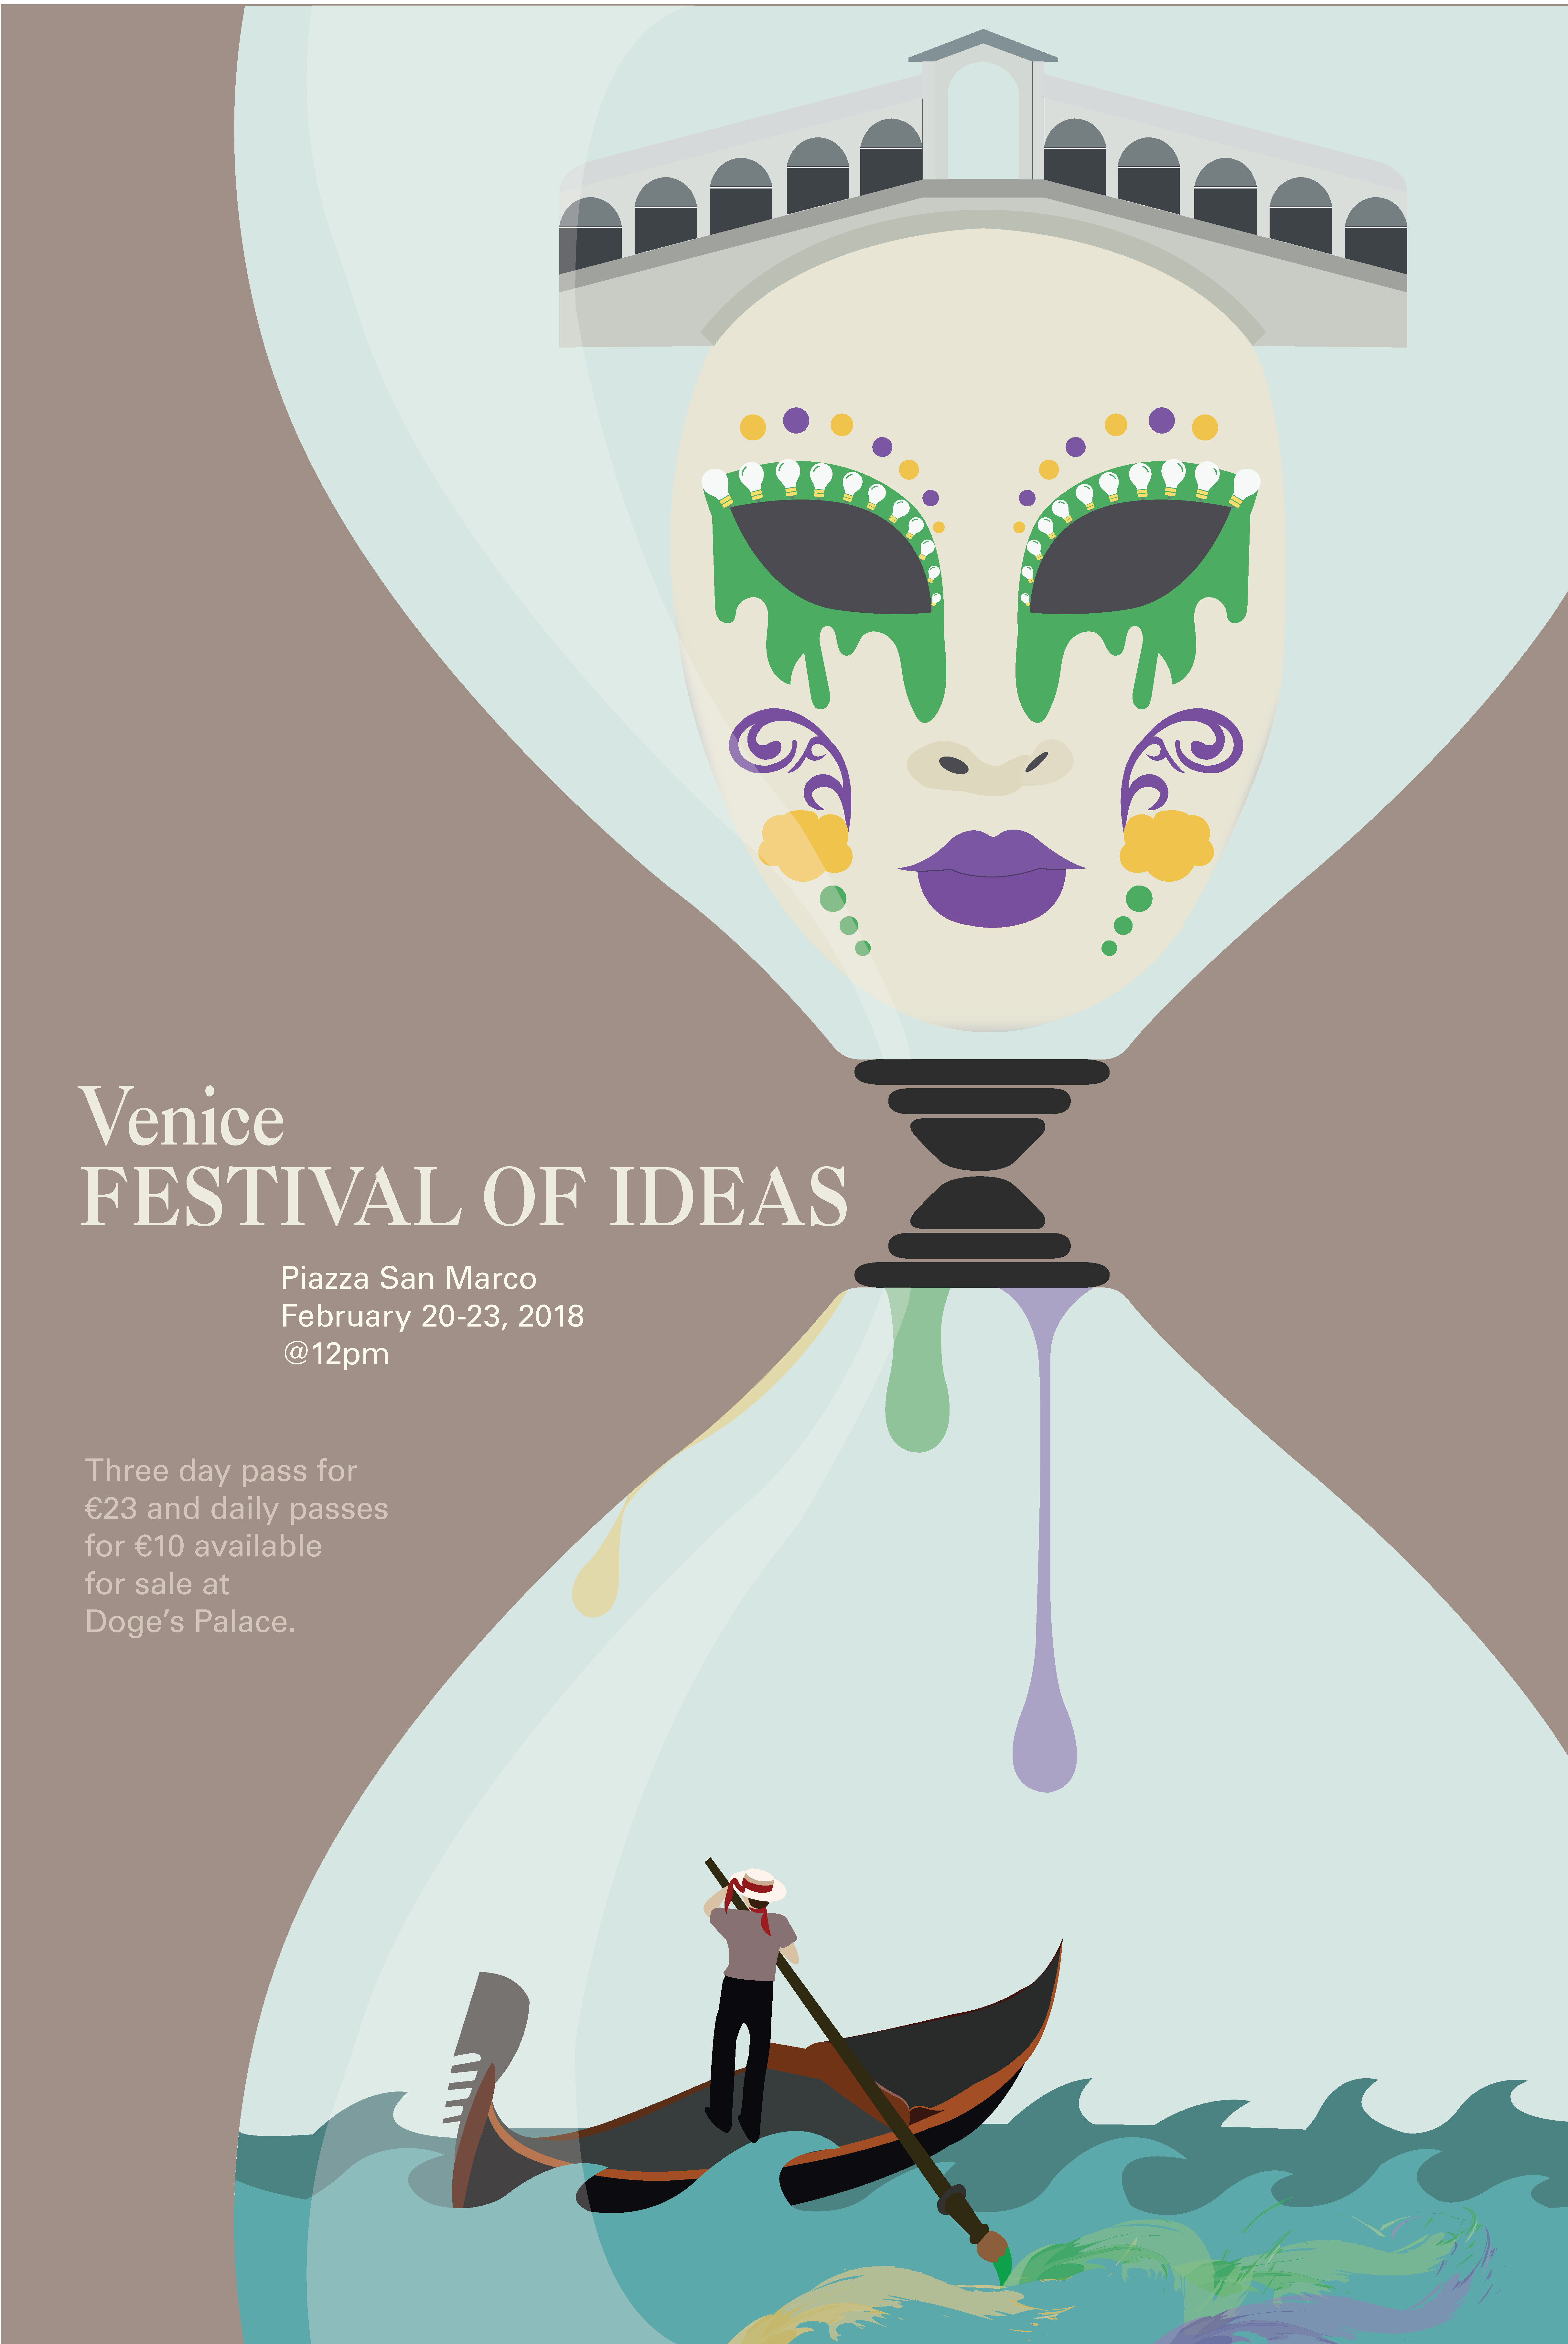 Venice
FESTIVAL OF IDEAS
Piazza San Marco
February 20-23, 2018
@12pm
Three day pass for
€23 and daily passes
for €10 available
for sale at
Doge’s Palace.